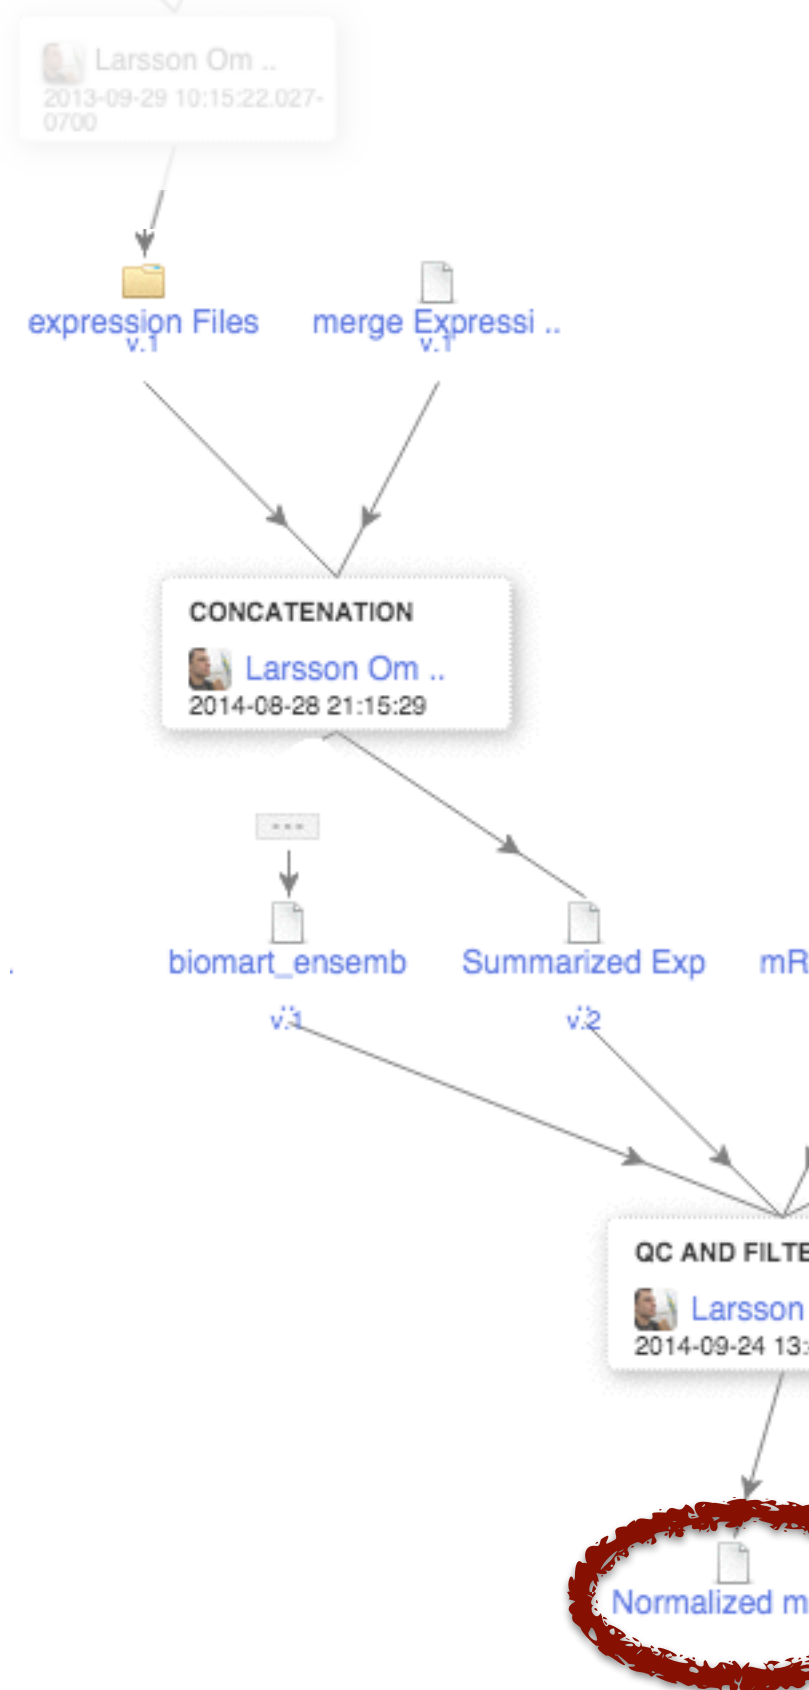 Larsson Om ..
2013-09-29 10:15:22.027-
0700
expression Files
v.1
merge Expressi ..
v.1
CONCATENATION
Larsson Om ..
2014-08-28 21:15:29
...
.
biomart_ensemb
..
v.1
Summarized Exp
..
v.2
mR
QC AND FILTE
Larsson
2014-09-24 13:
Normalized m